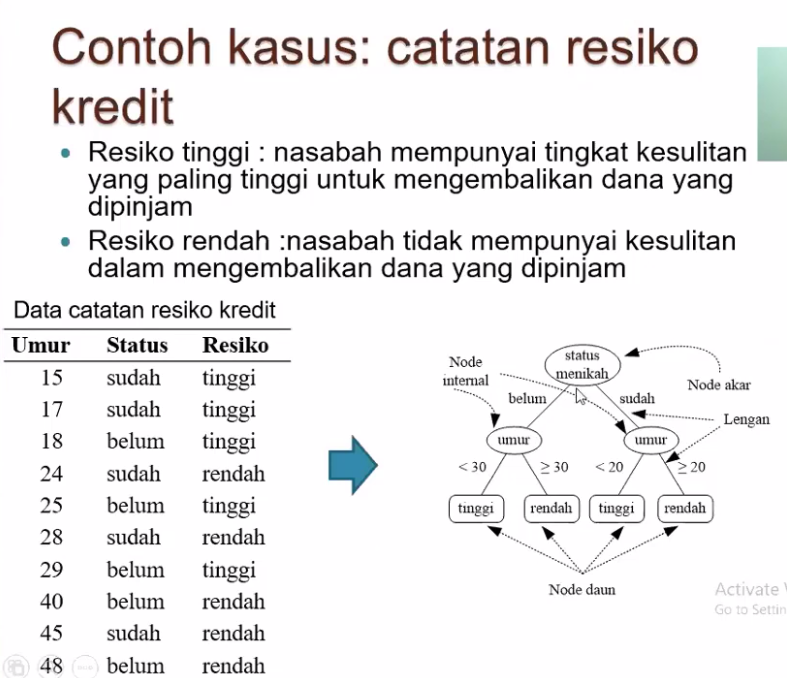 Contoh kasus: catatan resiko
kredit
• Resiko tinggi : nasabah mempunyai tingkat kesulitan
yang paling tinggi untuk mengembalikan dana yang
dipinjam
• Resiko rendah :nasabah tidak mempunyai kesulitan
dalam mengembalikan dana yang dipinjam
Data catatan resiko kredit
Umur Status Resiko
15 sudah tinggi
17 sudah tinggi
18 belum tinggi
24 sudah rendah
25 belum tinggi
28 sudah rendah
29 belum tinggi
40 belum rendah
45 sudah rendah
48 belum rendah
status
menikah
Node
internal
Node akar
belum sudah
Lengan
umur umur
< 30 ≥ 30 < 20 ≥ 20
tinggi rendah tinggi rendah
Node daun
Activate
Go to Settin